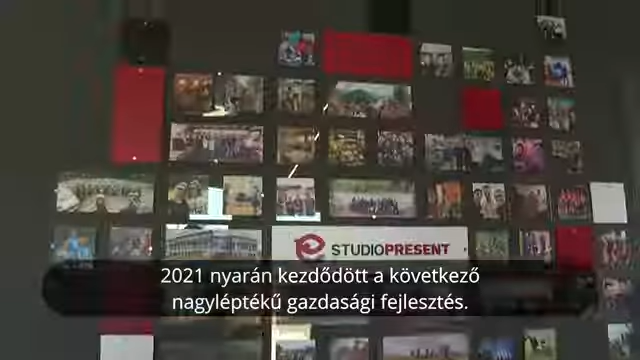 STUDIOPRESENT
2021 nyarán kezdődött a következő
nagyléptékű gazdasági fejlesztés.